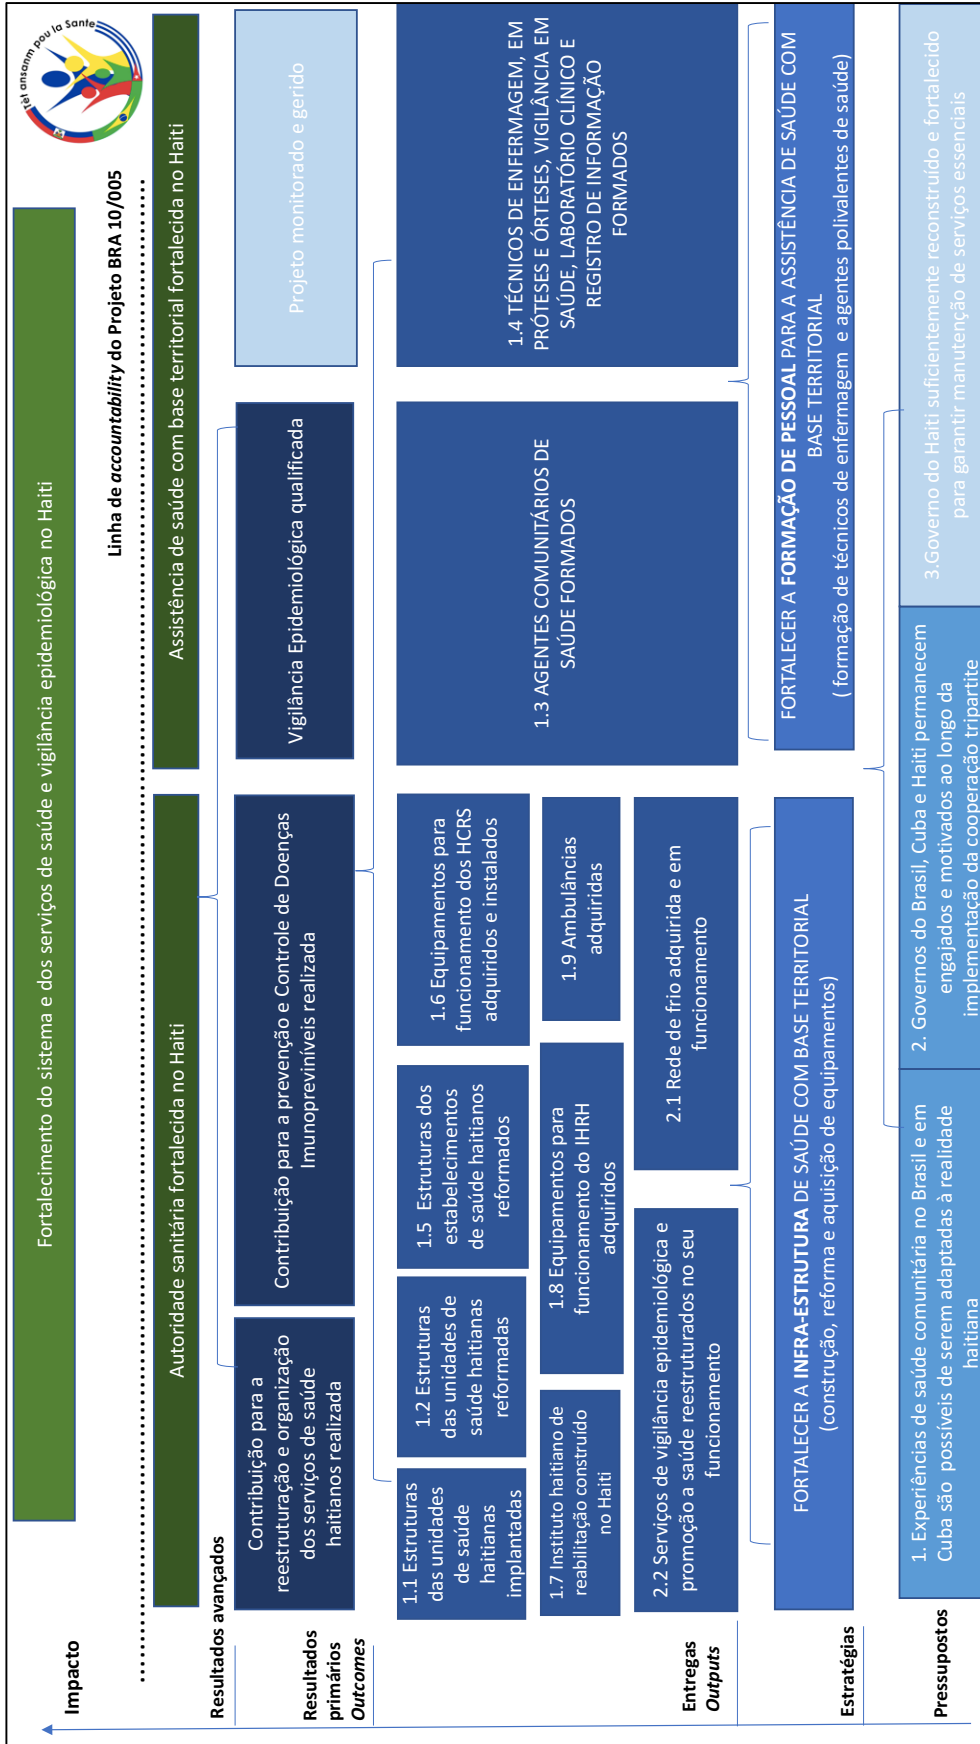 Tèt ansanm pou la Sante
Impacto
Fortalecimento do sistema e dos serviços de saúde e vigilância epidemiológica no Haiti
Linha de accountability do Projeto BRA 10/005
Resultados avançados
Autoridade sanitária fortalecida no Haiti
Assistência de saúde com base territorial fortalecida no Haiti
Resultados
primários
Outcomes
Contribuição para a
reestruturação e organização
dos serviços de saúde
haitianos realizada
Contribuição para a prevenção e Controle de Doenças
Imunopreviníveis realizada
Vigilância Epidemiológica qualificada
Projeto monitorado e gerido
1.1 Estruturas
das unidades
de saúde
haitianas
implantadas
1.2 Estruturas
das unidades de
saúde haitianas
reformadas
1.5 Estruturas dos
estabelecimentos
de saúde haitianos
reformados
1.6 Equipamentos para
funcionamento dos HCRS
adquiridos e instalados
1.3 AGENTES COMUNITÁRIOS DE
SAÚDE FORMADOS
1.4 TÉCNICOS DE ENFERMAGEM, EM
PRÓTESES E ÓRTESES, VIGILÂNCIA EM
SAÚDE, LABORATÓRIO CLÍNICO E
REGISTRO DE INFORMAÇÃO
FORMADOS
1.7 Instituto haitiano de
reabilitação construído
no Haiti
1.8 Equipamentos para
funcionamento do IHRH
adquiridos
1.9 Ambulâncias
adquiridas
Entregas
Outputs
2.2 Serviços de vigilância epidemiológica e
promoção a saúde reestruturados no seu
funcionamento
2.1 Rede de frio adquirida e em
funcionamento
Estratégias
FORTALECER A INFRA-ESTRUTURA DE SAÚDE COM BASE TERRITORIAL
(construção, reforma e aquisição de equipamentos)
FORTALECER A FORMAÇÃO DE PESSOAL PARA A ASSISTÊNCIA DE SAÚDE COM
BASE TERRITORIAL
( formação de técnicos de enfermagem e agentes polivalentes de saúde)
Pressupostos
1. Experiências de saúde comunitária no Brasil e em
Cuba são possíveis de serem adaptadas à realidade
haitiana
2. Governos do Brasil, Cuba e Haiti permanecem
engajados e motivados ao longo da
implementação da cooperação tripartite
3.Governo do Haiti suficientemente reconstruído e fortalecido
para garantir manutenção de serviços essenciais